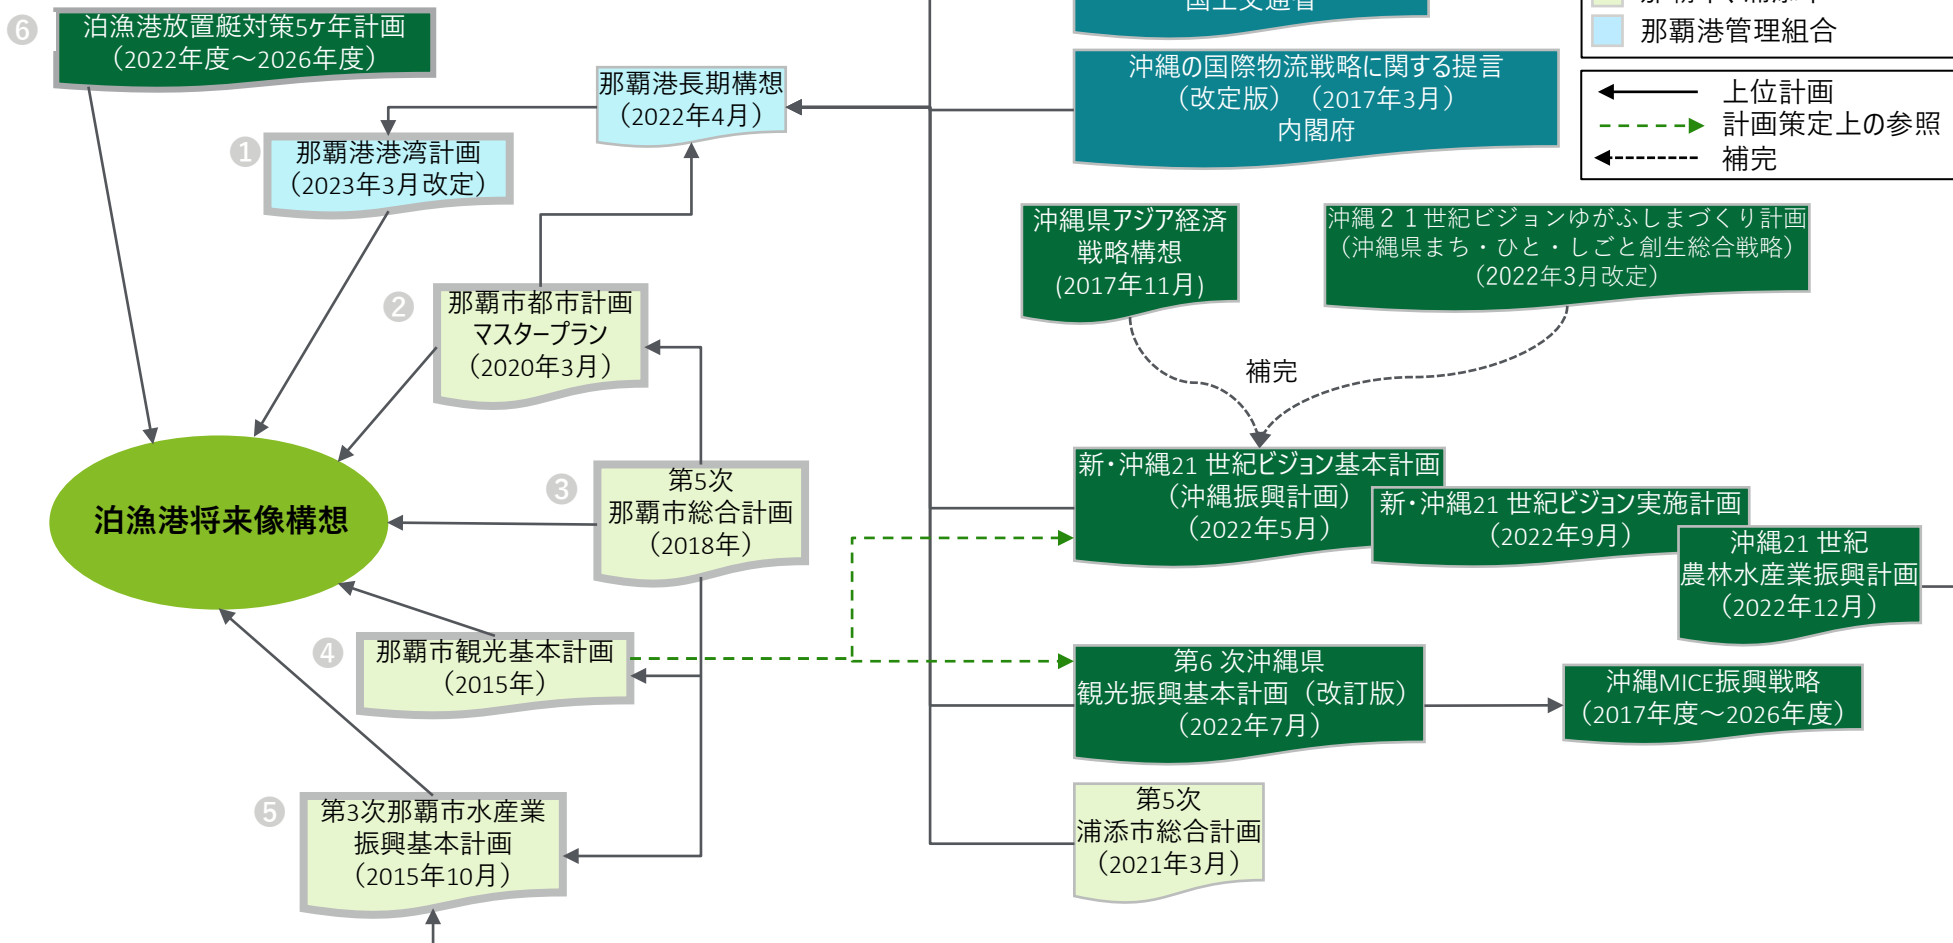 ❻
泊漁港放置艇対策5ヶ年計画
（2022年度～2026年度）
那覇港長期構想
（2022年4月）
❶
那覇港港湾計画
（2023年3月改定）
❷
那覇市都市計画
マスタープラン
（2020年3月）
泊漁港将来像構想
❸
第5次
那覇市総合計画
（2018年）
❹
那覇市観光基本計画
（2015年）
❺
第3次那覇市水産業
振興基本計画
（2015年10月）
国土交通省
沖縄の国際物流戦略に関する提言
（改定版）（2017年3月）
内閣府
那覇港管理組合
上位計画
計画策定上の参照
補完
沖縄県アジア経済
戦略構想
(2017年11月)
沖縄２１世紀ビジョンゆがふしまづくり計画
（沖縄県まち・ひと・しごと創生総合戦略）
（2022年3月改定）
補完
新・沖縄21 世紀ビジョン基本計画
（沖縄振興計画）
（2022年5月）
新・沖縄21 世紀ビジョン実施計画
（2022年9月）
沖縄21 世紀
農林水産業振興計画
（2022年12月）
第6 次沖縄県
観光振興基本計画（改訂版）
（2022年7月）
沖縄MICE振興戦略
（2017年度～2026年度）
第5次
浦添市総合計画
（2021年3月）